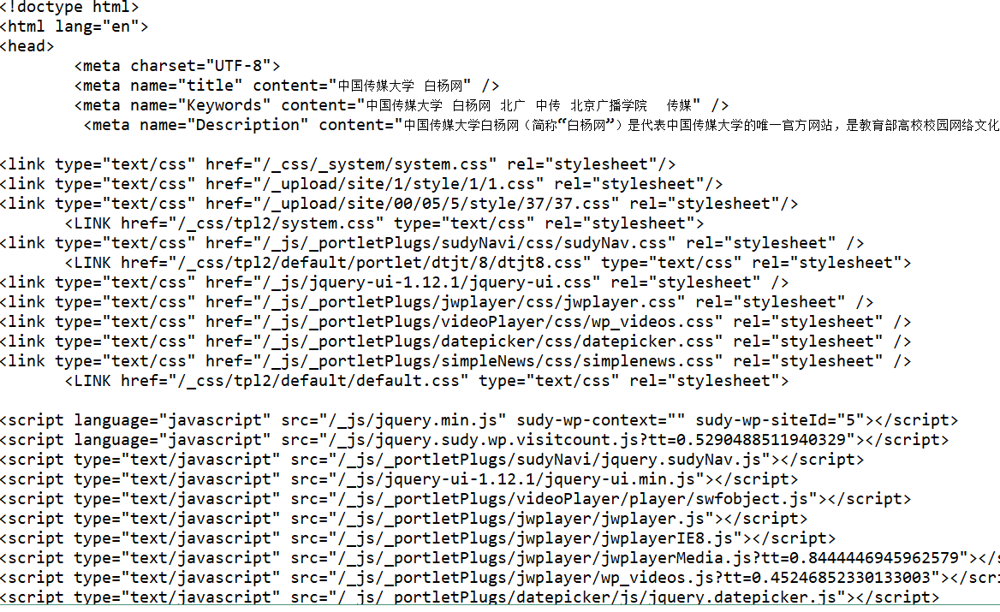 <!doctype html>
<html lang="en">
<head>
<meta charset="UTF-8">
<meta name="title" content="中国传媒大学 白杨网" />
<meta name="Keywords" content="中国传媒大学 白杨网 北广 中传 北京广播学院  传媒" />
<meta name="Description" content="中国传媒大学白杨网（简称“白杨网”）是代表中国传媒大学的唯一官方网站，是教育部高校校园网络文化
<link type="text/css" href="/_css/_system/system.css" rel="stylesheet"/>
<link type="text/css" href="/_upload/site/1/style/1/1.css" rel="stylesheet"/>
<link type="text/css" href="/_upload/site/00/05/5/style/37/37.css" rel="stylesheet"/>
<LINK href="/_css/tpl2/system.css" type="text/css" rel="stylesheet">
<link type="text/css" href="/_js/_portletPlugs/sudyNavi/css/sudyNav.css" rel="stylesheet" />
<LINK href="/_css/tpl2/default/portlet/dtjt/8/dtjt8.css" type="text/css" rel="stylesheet">
<link type="text/css" href="/_js/jquery-ui-1.12.1/jquery-ui.css" rel="stylesheet" />
<link type="text/css" href="/_js/_portletPlugs/jwplayer/css/jwplayer.css" rel="stylesheet" />
<link type="text/css" href="/_js/_portletPlugs/videoPlayer/css/wp_videos.css" rel="stylesheet" />
<link type="text/css" href="/_js/_portletPlugs/datepicker/css/datepicker.css" rel="stylesheet" />
<link type="text/css" href="/_js/_portletPlugs/simpleNews/css/simplenews.css" rel="stylesheet" />
<LINK href="/_css/tpl2/default/default.css" type="text/css" rel="stylesheet">
<script language="javascript" src="/_js/jquery.min.js" sudy-wp-context="" sudy-wp-siteId="5"></script>
<script language="javascript" src="/_js/jquery.sudy.wp.visitcount.js?tt=0.5290488511940329"></script>
<script type="text/javascript" src="/_js/_portletPlugs/sudyNavi/jquery.sudyNav.js"></script>
<script type="text/javascript" src="/_js/jquery-ui-1.12.1/jquery-ui.min.js"></script>
<script type="text/javascript" src="/_js/_portletPlugs/videoPlayer/player/swfobject.js"></script>
<script type="text/javascript" src="/_js/_portletPlugs/jwplayer/jwplayer.js"></script>
<script type="text/javascript" src="/_js/_portletPlugs/jwplayer/jwplayerIE8.js"></script>
<script type="text/javascript" src="/_js/_portletPlugs/jwplayer/jwplayerMedia.js?tt=0.8444446945962579"></s
<script type="text/javascript" src="/_js/_portletPlugs/jwplayer/wp_videos.js?tt=0.45246852330133003"></scri
<script type="text/javascript" src="/_js/_portletPlugs/datepicker/js/jquery.datepicker.js"></script>